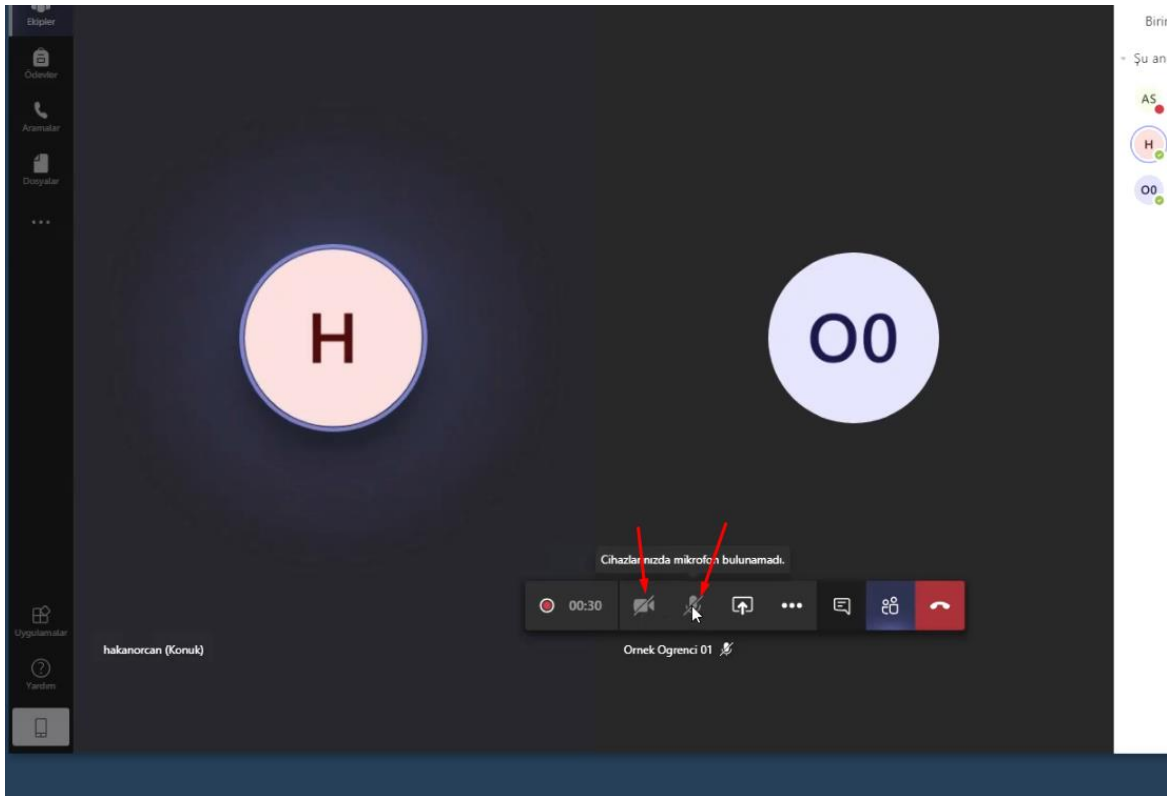 Ekipler
Ödevler
Aramalar
Dosyalar
Uygulamalar
Yardım
H
O0
Cihazlarınızda mikrofon bulunamadı.
00:30
hakanorcan (Konuk)
Ornek Ogrenci 01
Birin
Şu an
AS
H
O0